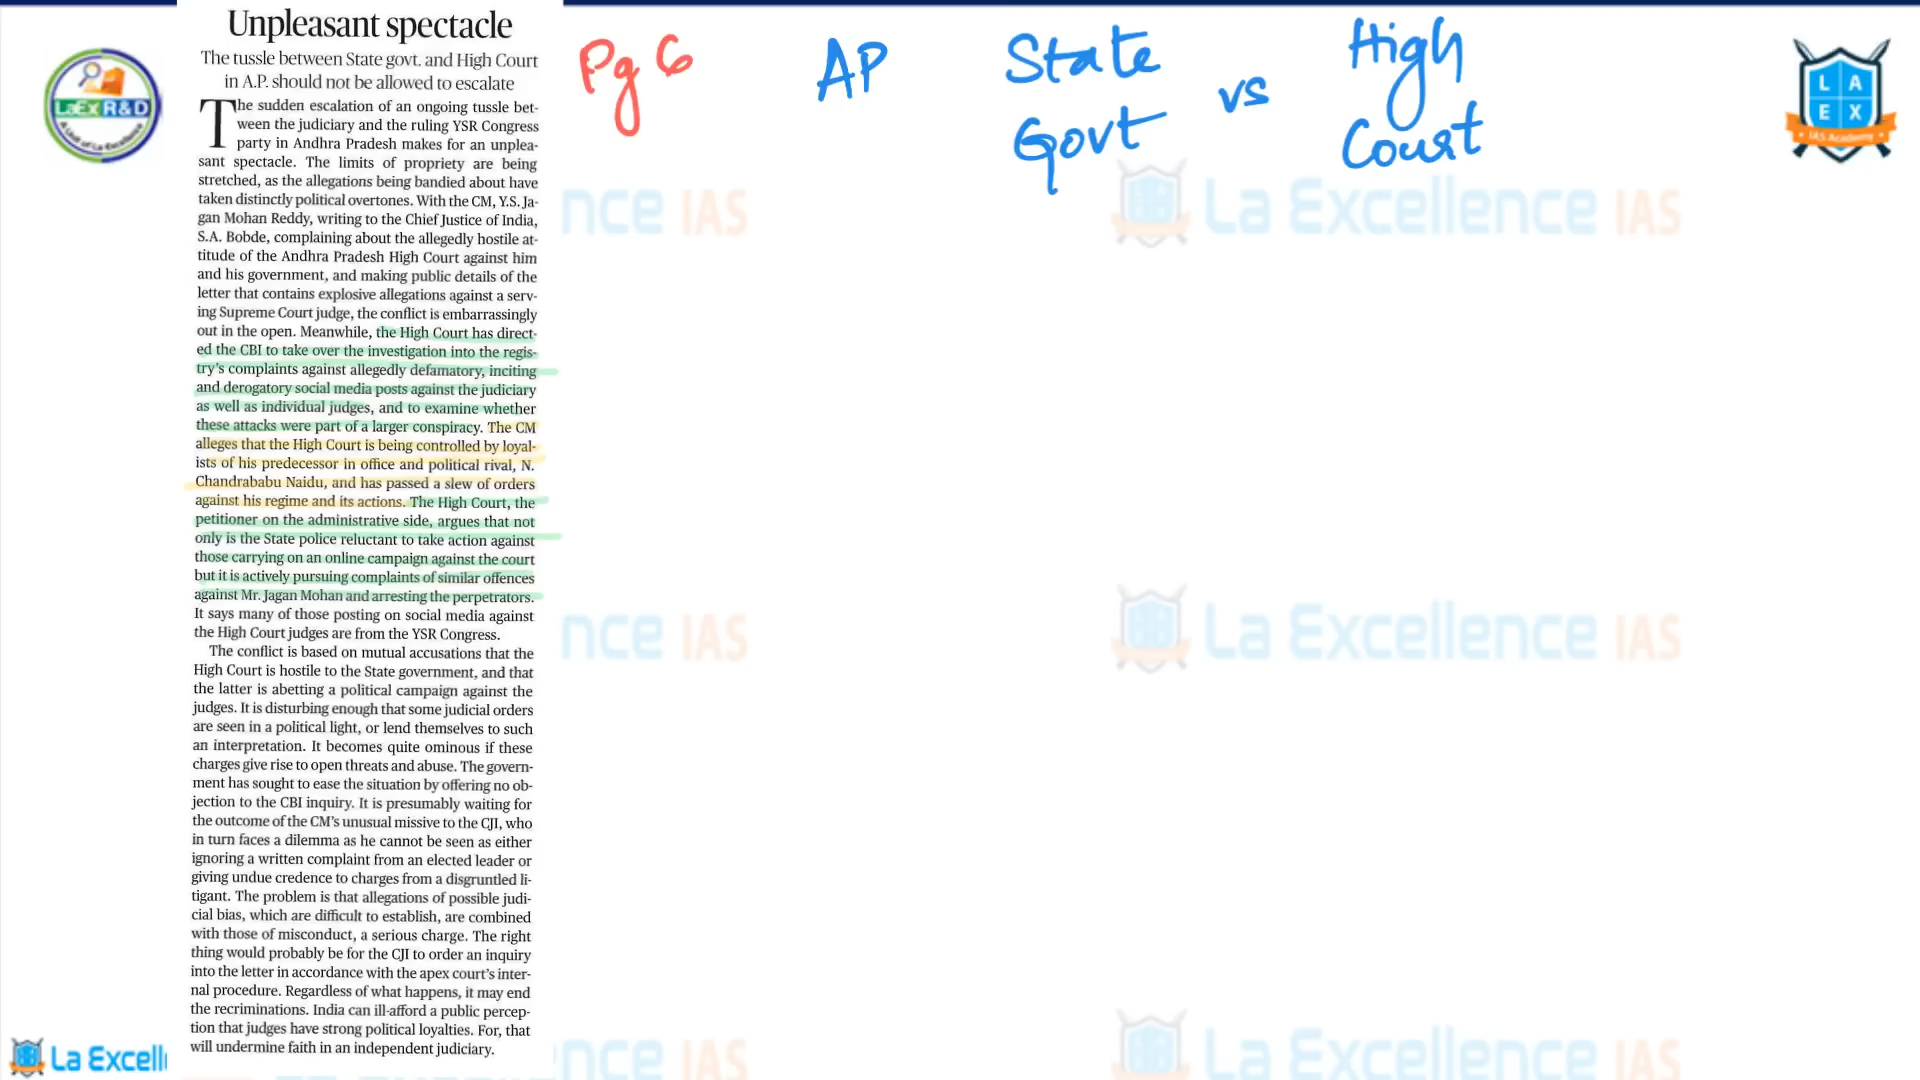 Unpleasant spectacle
The tussle between State govt. and High Court
in A.P. should not be allowed to escalate
The sudden escalation of an ongoing tussle bet-
ween the judiciary and the ruling YSR Congress
party in Andhra Pradesh makes for an unplea-
sant spectacle. The limits of propriety are being
stretched, as the allegations being bandied about have
taken distinctly political overtones. With the CM, Y.S. Ja-
gan Mohan Reddy, writing to the Chief Justice of India,
S.A. Bobde, complaining about the allegedly hostile at-
titude of the Andhra Pradesh High Court against him
and his government, and making public details of the
letter that contains explosive allegations against a serv-
ing Supreme Court judge, the conflict is embarrassingly
out in the open. Meanwhile, the High Court has direct-
ed the CBI to take over the investigation into the regis-
try's complaints against allegedly defamatory, inciting
and derogatory social media posts against the judiciary
as well as individual judges, and to examine whether
these attacks were part of a larger conspiracy. The CM
alleges that the High Court is being controlled by loyal-
ists of his predecessor in office and political rival, N.
Chandrababu Naidu, and has passed a slew of orders
against his regime and its actions. The High Court, the
petitioner on the administrative side, argues that not
only is the State police reluctant to take action against
those carrying on an online campaign against the court
but it is actively pursuing complaints of similar offences
against Mr. Jagan Mohan and arresting the perpetrators.
It says many of those posting on social media against
the High Court judges are from the YSR Congress.
The conflict is based on mutual accusations that the
High Court is hostile to the State government, and that
the latter is abetting a political campaign against the
judges. It is disturbing enough that some judicial orders
are seen in a political light, or lend themselves to such
an interpretation. It becomes quite ominous if these
charges give rise to open threats and abuse. The govern-
ment has sought to ease the situation by offering no ob-
jection to the CBI inquiry. It is presumably waiting for
the outcome of the CM's unusual missive to the CJI, who
in turn faces a dilemma as he cannot be seen as either
ignoring a written complaint from an elected leader or
giving undue credence to charges from a disgruntled li-
tigant. The problem is that allegations of possible judi-
cial bias, which are difficult to establish, are combined
with those of misconduct, a serious charge. The right
thing would probably be for the CJI to order an inquiry
into the letter in accordance with the apex court's inter-
nal procedure. Regardless of what happens, it may end
the recriminations. India can ill-afford a public percep-
tion that judges have strong political loyalties. For, that
will undermine faith in an independent judiciary.
Pg 6
AP
State
Govt
vs
High
Court
LaEx R&D
A Unit of La Excellence
L A
E X
IAS Academy
nce IAS
La Excellence IAS
nce IAS
La Excellence IAS
La Excell
nce IAS
La Excellence IAS